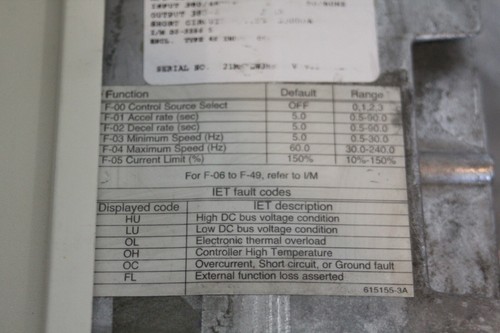 SERIAL NO.
Function Default Range
F-00 Control Source Select OFF 0,1,2,3
F-01 Accel rate (sec) 5.0 0.5-90.0
F-02 Decel rate (sec) 5.0 0.5-90.0
F-03 Minimum Speed (Hz) 5.0 0.5-30.0
F-04 Maximum Speed (Hz) 60.0 30.0-240.0
F-05 Current Limit (%) 150% 10%-150%
For F-06 to F-49, refer to I/M
IET fault codes
Displayed code IET description
HU High DC bus voltage condition
LU Low DC bus voltage condition
OL Electronic thermal overload
OH Controller High Temperature
OC Overcurrent, Short circuit, or Ground fault
FL External function loss asserted
615155-3A